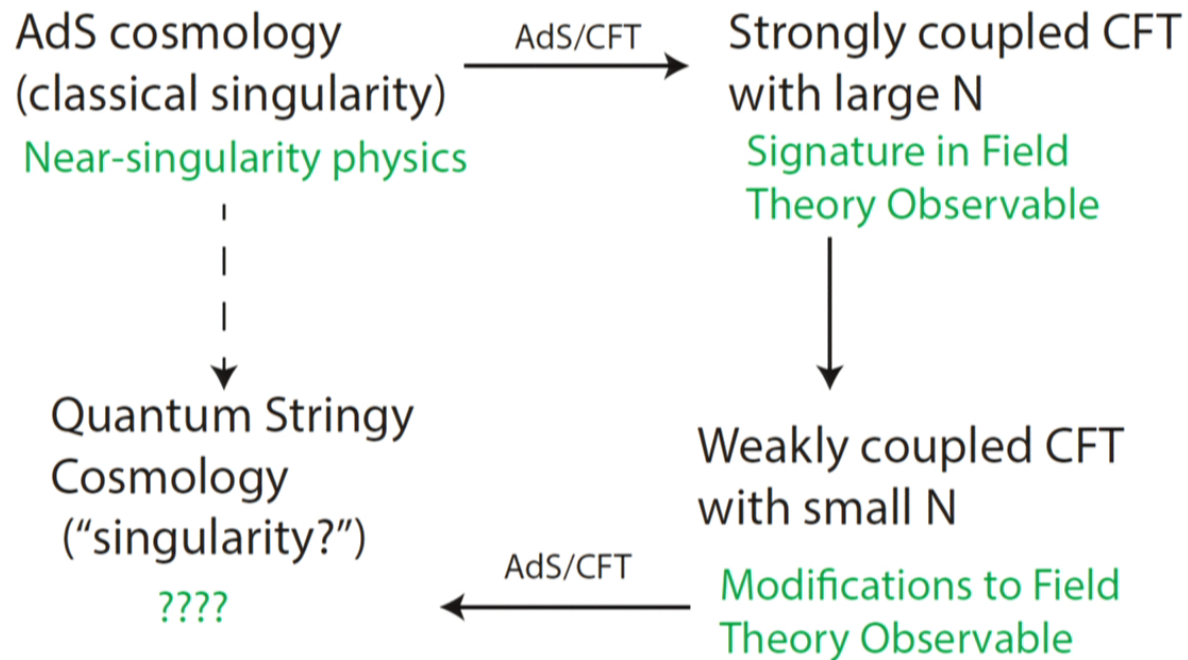 AdS cosmology
(classical singularity)
Near-singularity physics
AdS/CFT
Strongly coupled CFT
with large N
Signature in Field
Theory Observable
Quantum Stringy
Cosmology
("singularity?")
????
AdS/CFT
Weakly coupled CFT
with small N
Modifications to Field
Theory Observable